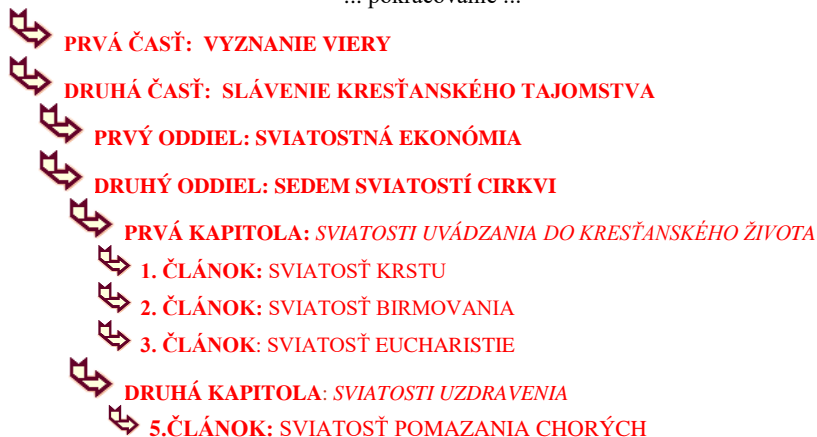 ... pokračovanie ...
PRVÁ ČASŤ: VYZNANIE VIERY
DRUHÁ ČASŤ: SLÁVENIE KRESŤANSKÉHO TAJOMSTVA
PRVÝ ODDIEL: SVIATOSTNÁ EKONÓMIA
DRUHÝ ODDIEL: SEDEM SVIATOSTÍ CIRKVI
PRVÁ KAPITOLA: SVIATOSTI UVÁDZANIA DO KRESŤANSKÉHO ŽIVOTA
1. ČLÁNOK: SVIATOSŤ KRSTU
2. ČLÁNOK: SVIATOSŤ BIRMOVANIA
3. ČLÁNOK: SVIATOSŤ EUCHARISTIE
DRUHÁ KAPITOLA: SVIATOSTI UZDRAVENIA
5.ČLÁNOK: SVIATOSŤ POMAZANIA CHORÝCH